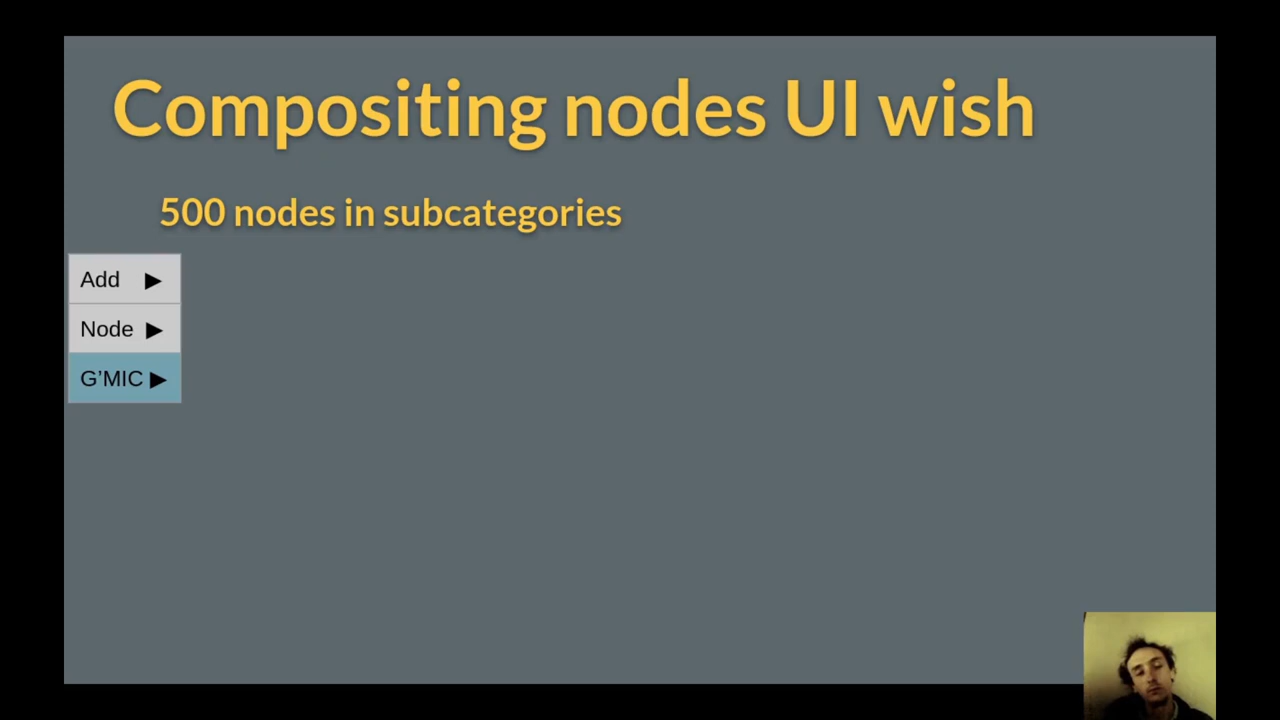 Compositing nodes UI wish
500 nodes in subcategories
Add ▶
Node ▶
G'MIC ▶